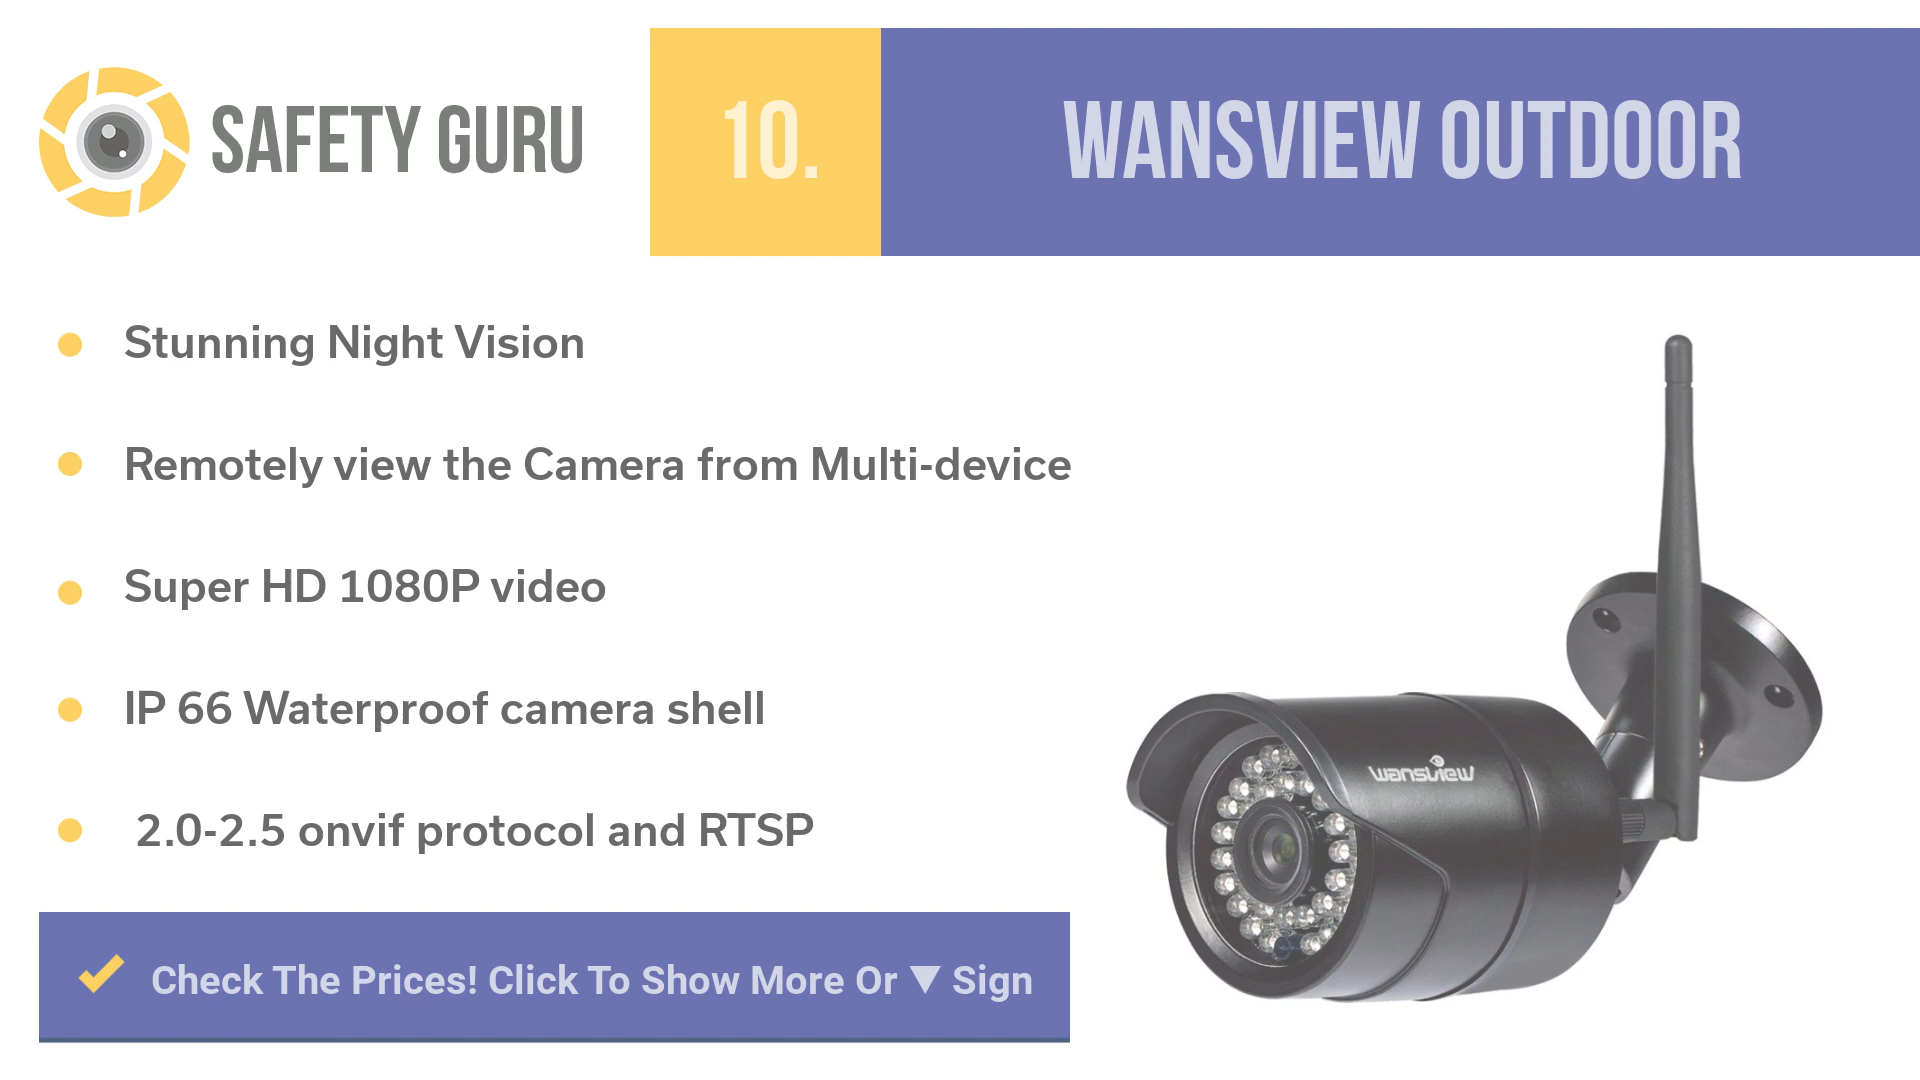 SAFETY GURU
10.
WANSVIEW OUTDOOR
Stunning Night Vision
Remotely view the Camera from Multi-device
Super HD 1080P video
IP 66 Waterproof camera shell
2.0-2.5 onvif protocol and RTSP
wansview
Check The Prices! Click To Show More Or ▼ Sign